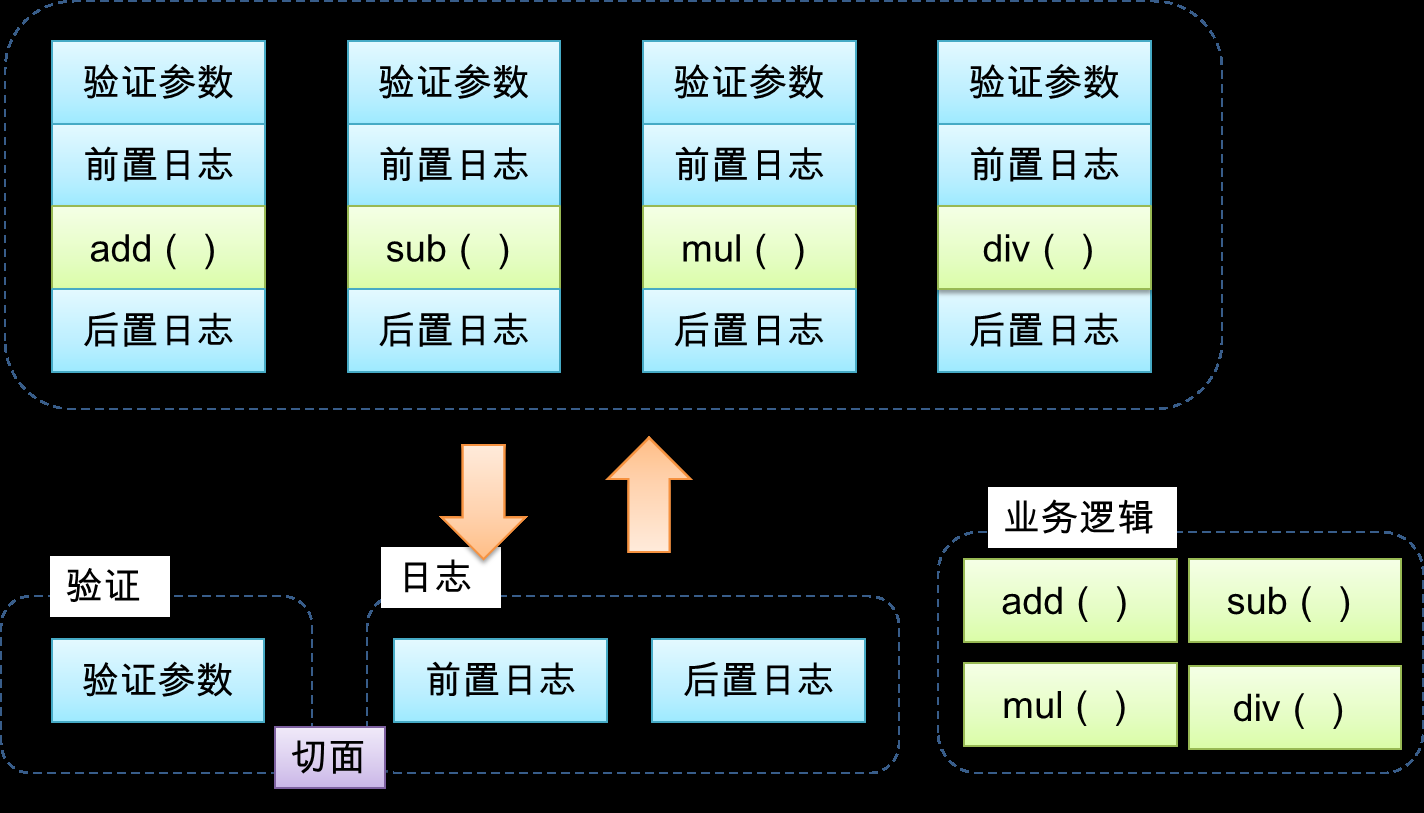 验证参数 验证参数 验证参数 验证参数
前置日志 前置日志 前置日志 前置日志
add ( ) sub ( ) mul ( ) div ( )
后置日志 后置日志 后置日志 后置日志
验证
验证参数
日志
前置日志 后置日志
切面
业务逻辑
add ( ) sub ( )
mul ( ) div ( )